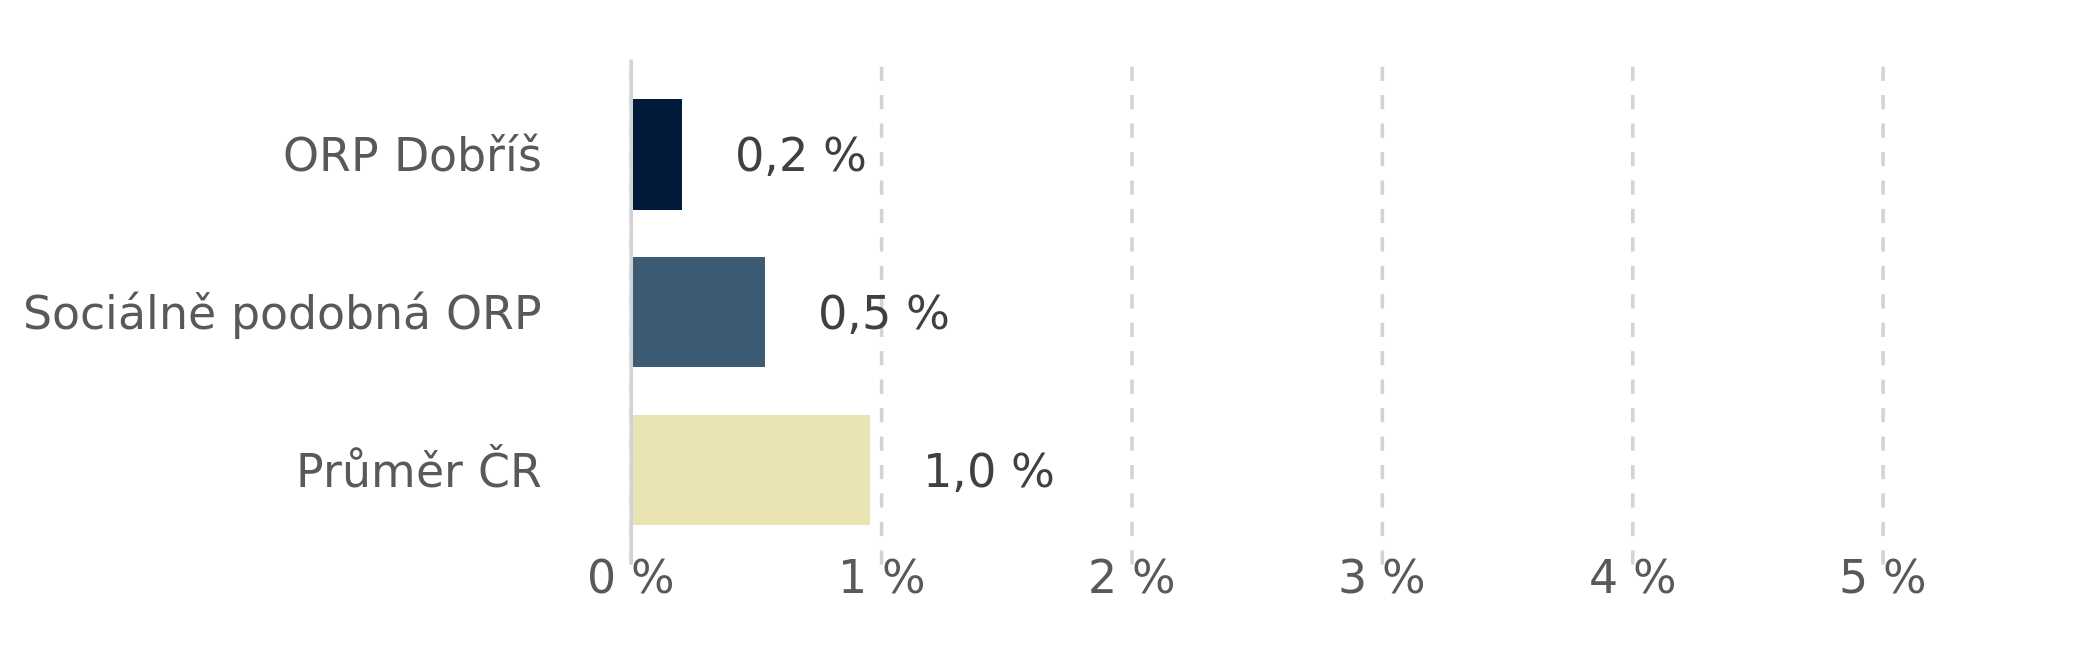 ORP Dobříš 0,2 %
Sociálně podobná ORP 0,5 %
Průměr ČR 1,0 %
0 % 1 % 2 % 3 % 4 % 5 %